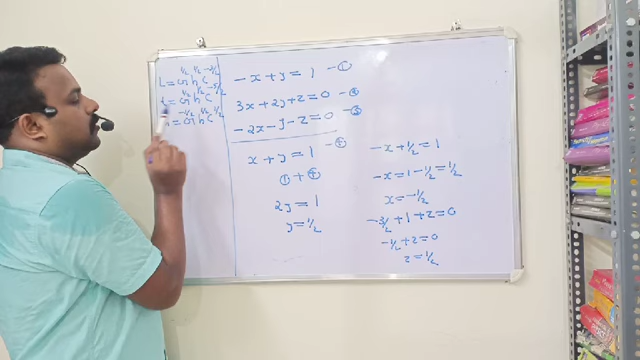 -x + y = 1 - ①
3x + 2y + z = 0 - ②
-2x - y - z = 0 - ③
x + y = 1 - ④
① + ④
2y = 1
y = 1/2
-x + 1/2 = 1
-x = 1 - 1/2 = 1/2
x = -1/2
-3/2 + 1 + z = 0
-1/2 + z = 0
z = 1/2